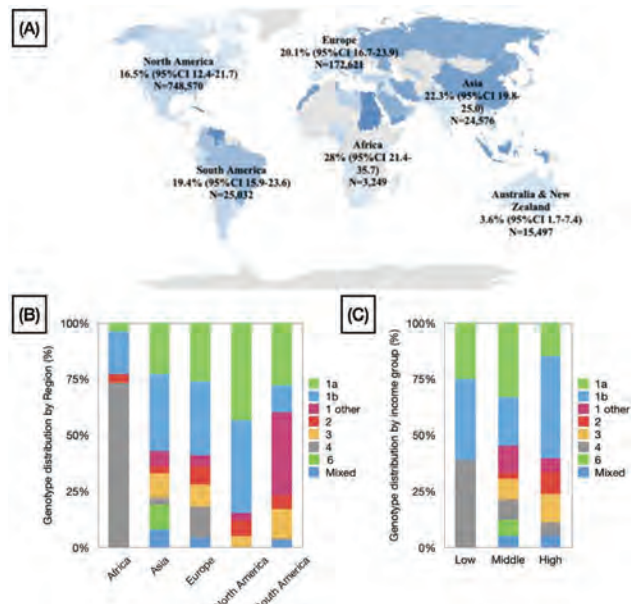 (A)
Europe
20.1% (95%CI 16.7-23.9)
N=172,621
North America
16.5% (95%CI 12.4-21.7)
N=748,570
Asia
22.3% (95%CI 19.8-
25.0)
N=24,576
Africa
28% (95%CI 21.4-
35.7)
N=3,249
South America
19.4% (95%CI 15.9-23.6)
N=25,032
Australia & New
Zealand
3.6% (95%CI 1.7-7.4)
N=15,497
(B)
Genotype distribution by Region (%)
100%
75%
50%
25%
0%
Africa
Asia
Europe
North America
South America
1a
1b
1 other
2
3
4
6
Mixed
(C)
Genotype distribution by income group (%)
100%
75%
50%
25%
0%
Low
Middle
High
1a
1b
1 other
2
3
4
6
Mixed